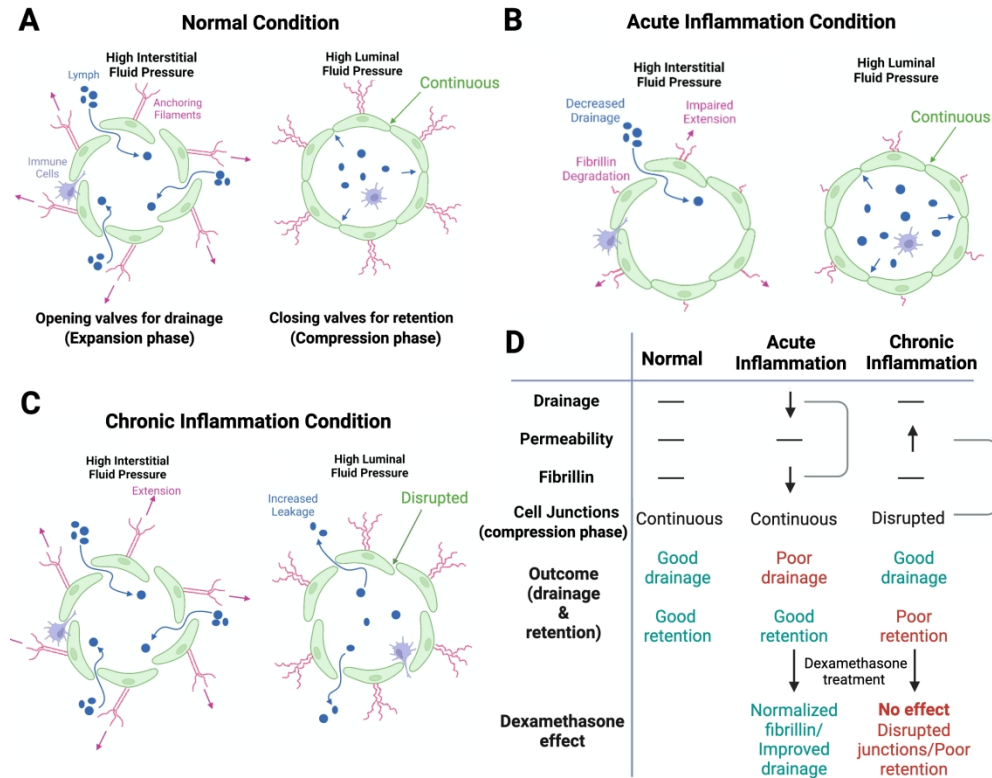 A
Normal Condition
High Interstitial
Fluid Pressure
Lymph
Anchoring
Filaments
Immune
Cells
High Luminal
Fluid Pressure
Continuous
Opening valves for drainage
(Expansion phase)
Closing valves for retention
(Compression phase)
B
Acute Inflammation Condition
High Interstitial
Fluid Pressure
Decreased
Drainage
Impaired
Extension
Fibrillin
Degradation
High Luminal
Fluid Pressure
Continuous
C
Chronic Inflammation Condition
High Interstitial
Fluid Pressure
Extension
High Luminal
Fluid Pressure
Increased
Leakage
Disrupted
D
Normal
Acute
Inflammation
Chronic
Inflammation
Drainage
Permeability
Fibrillin
Cell Junctions
(compression phase)
Continuous
Continuous
Disrupted
Outcome
(drainage
&
retention)
Good
drainage
Poor
drainage
Good
drainage
Good
retention
Good
retention
Poor
retention
Dexamethasone
treatment
Dexamethasone
effect
Normalized
fibrillin/
Improved
drainage
No effect
Disrupted
junctions/Poor
retention